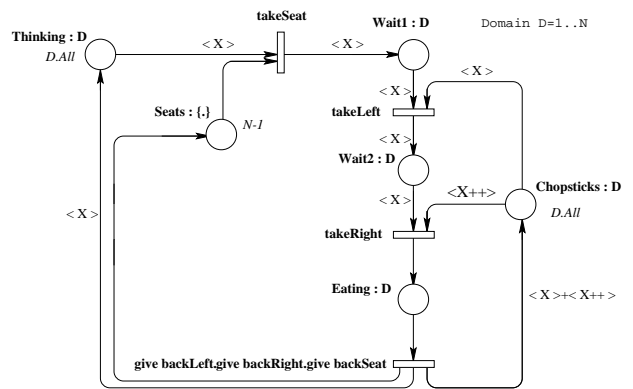 takeSeat
Thinking : D
D.All
< X >
< X >
Wait1 : D
Domain D=1..N
< X >
< X >
takeLeft
Seats : {.}
N-1
< X >
Wait2 : D
< X >
<X++>
Chopsticks : D
D.All
< X >
takeRight
Eating : D
< X >+< X++ >
give backLeft.give backRight.give backSeat